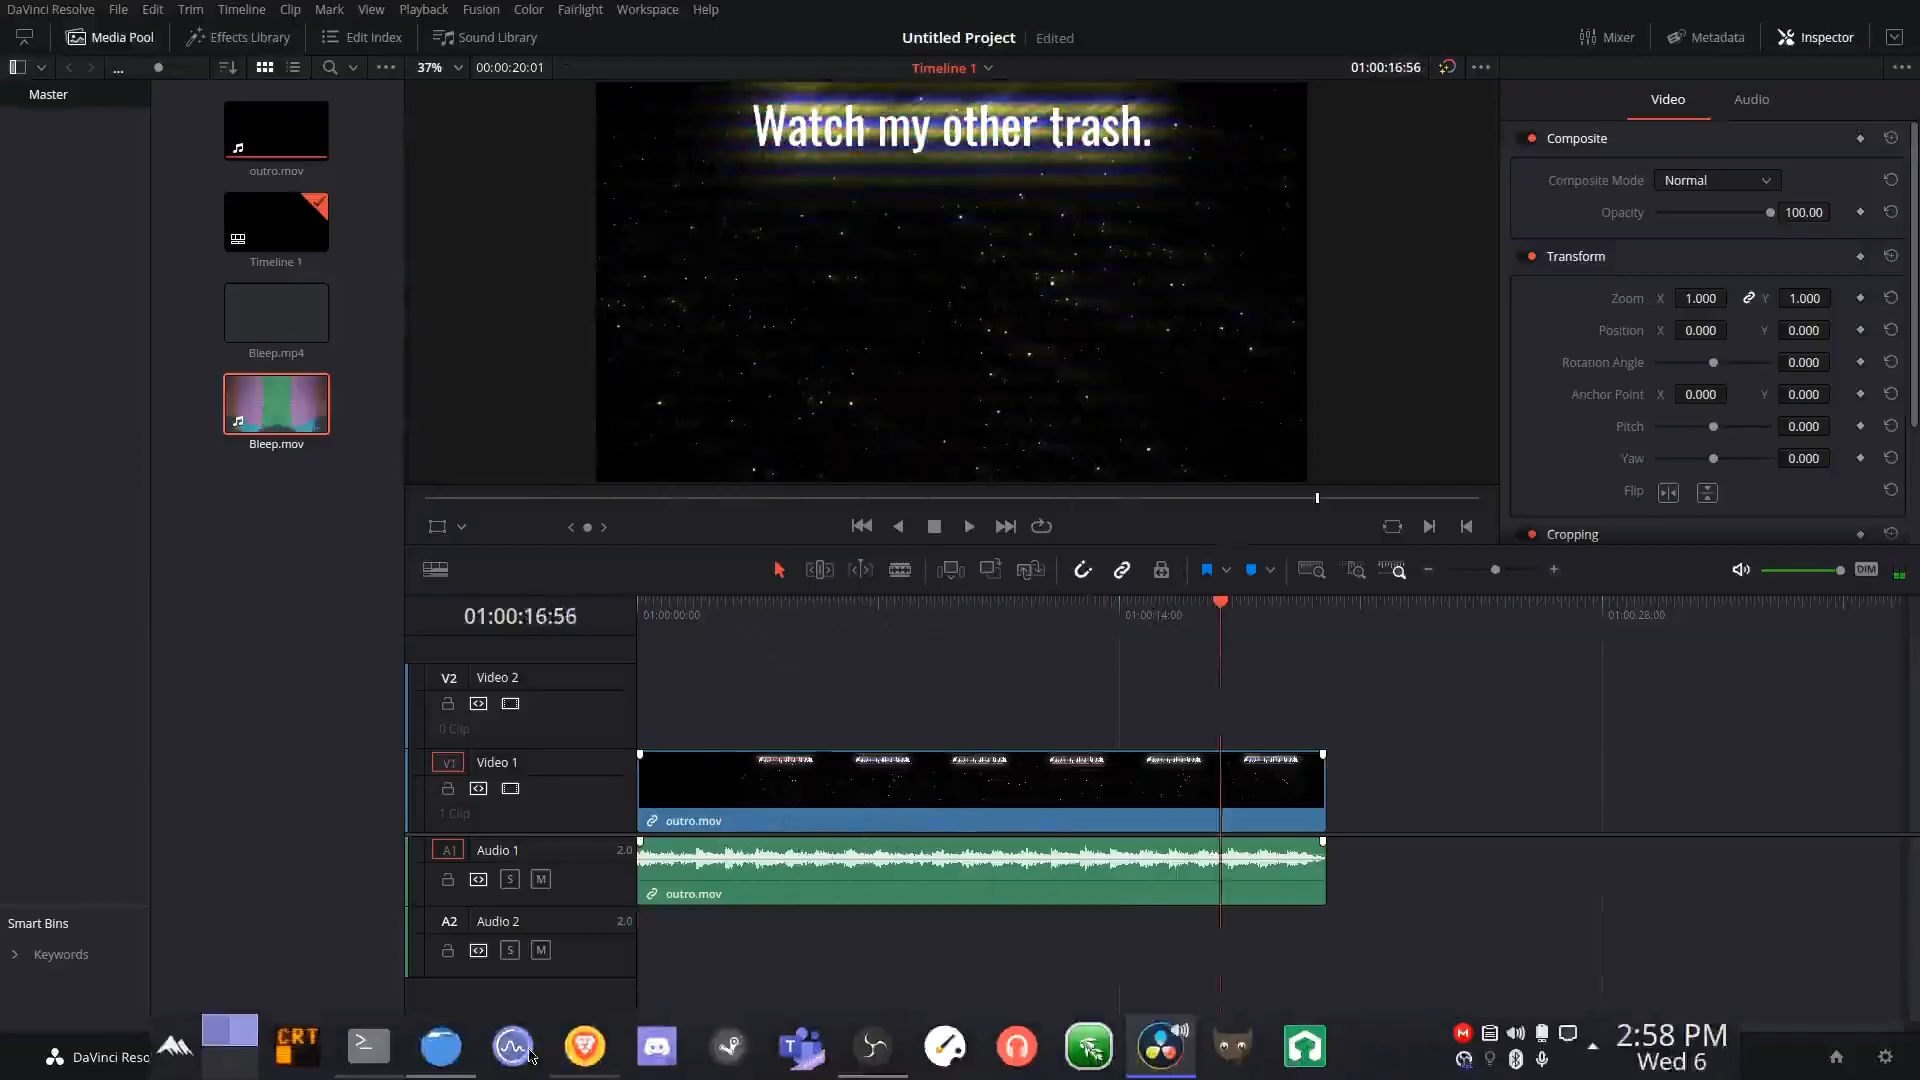 DaVinci Resolve File Edit Trim Timeline Clip Mark View Playback Fusion Color Fairlight Workspace Help
Media Pool Effects Library Edit Index Sound Library Untitled Project Edited Mixer Metadata Inspector
... 37% 00:00:20:01 Timeline 1 01:00:16:56
Master
outro.mov
Timeline 1
Bleep.mp4
Bleep.mov
Watch my other trash.
Video Audio
Composite
Composite Mode Normal
Opacity 100.00
Transform
Zoom X 1.000 Y 1.000
Position X 0.000 Y 0.000
Rotation Angle 0.000
Anchor Point X 0.000 Y 0.000
Pitch 0.000
Yaw 0.000
Flip
Cropping
DIM
01:00:16:56 01:00:00:00 01:00:14:00 01:00:28:00
V2 Video 2
0 Clip
V1 Video 1
1 Clip
outro.mov
A1 Audio 1 2.0
S M
outro.mov
A2 Audio 2 2.0
S M
Smart Bins
Keywords
DaVinci Reso
CRT
2:58 PM
Wed 6